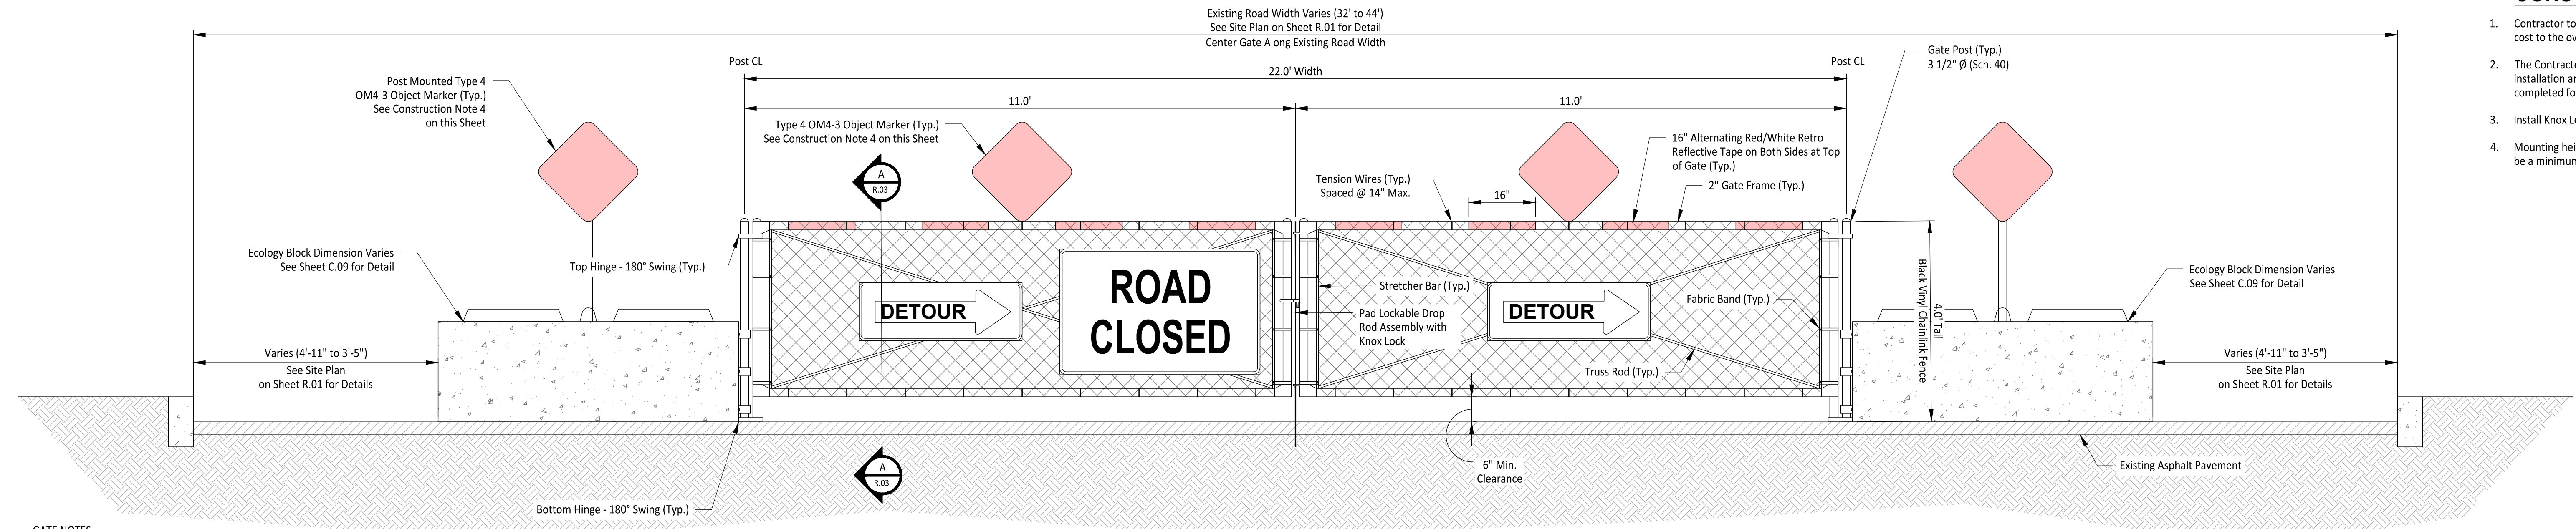 Existing Road Width Varies (32' to 44')
See Site Plan on Sheet R.01 for Detail
Center Gate Along Existing Road Width
Post CL
22.0' Width
Post CL
11.0'
11.0'
Gate Post (Typ.)
3 1/2" Ø (Sch. 40)
1. Contractor to
cost to the ow
2. The Contracto
installation an
completed fo
3. Install Knox Lo
4. Mounting hei
be a minimun
Post Mounted Type 4
OM4-3 Object Marker (Typ.)
See Construction Note 4
on this Sheet
Type 4 OM4-3 Object Marker (Typ.)
See Construction Note 4 on this Sheet
A
R.03
Tension Wires (Typ.)
Spaced @ 14" Max.
16"
16" Alternating Red/White Retro
Reflective Tape on Both Sides at Top
of Gate (Typ.)
2" Gate Frame (Typ.)
Ecology Block Dimension Varies
See Sheet C.09 for Detail
Top Hinge - 180° Swing (Typ.)
DETOUR
ROAD
CLOSED
Stretcher Bar (Typ.)
Pad Lockable Drop
Rod Assembly with
Knox Lock
DETOUR
Fabric Band (Typ.)
Truss Rod (Typ.)
4.0' Tall
Black Vinyl Chainlink Fence
Ecology Block Dimension Varies
See Sheet C.09 for Detail
Varies (4'-11" to 3'-5")
See Site Plan
on Sheet R.01 for Details
Varies (4'-11" to 3'-5")
See Site Plan
on Sheet R.01 for Details
A
R.03
6" Min.
Clearance
Existing Asphalt Pavement
Bottom Hinge - 180° Swing (Typ.)
GATE NOTES